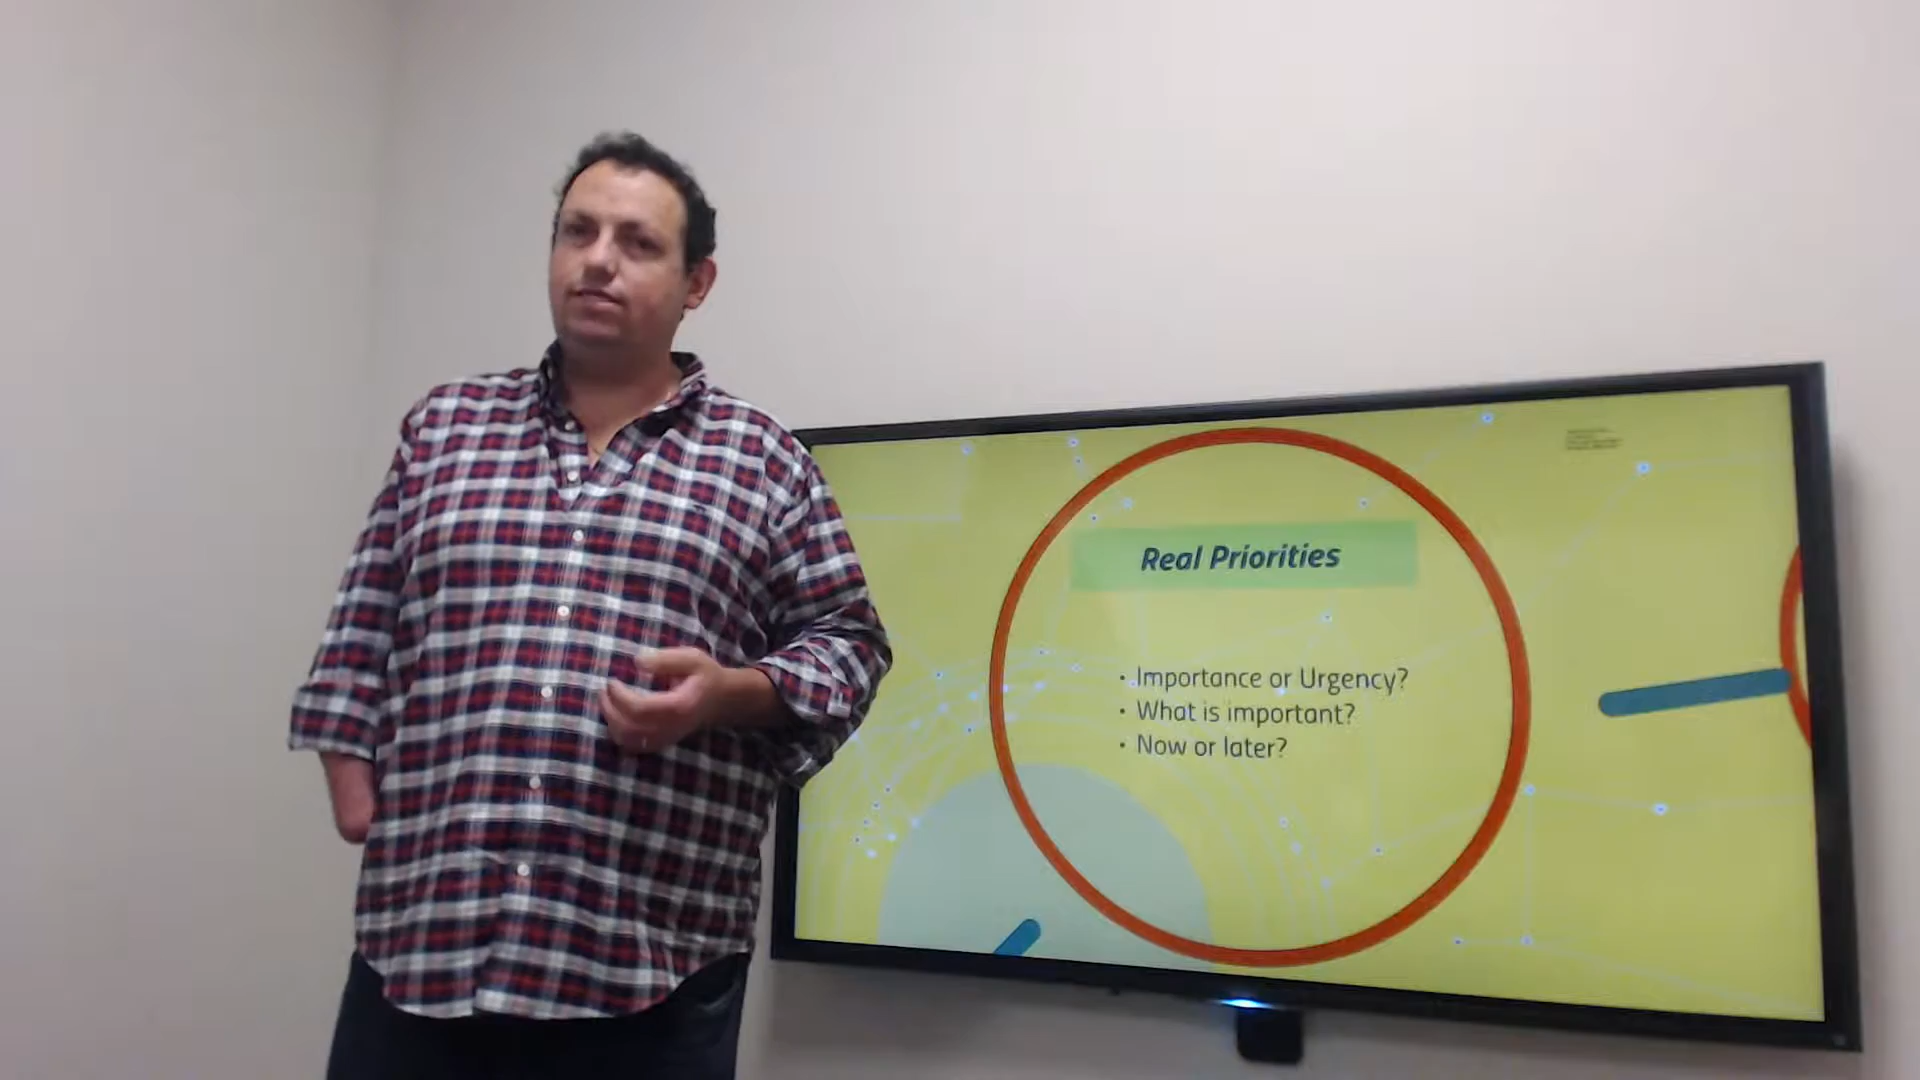 Real Priorities
• Importance or Urgency?
• What is important?
• Now or later?